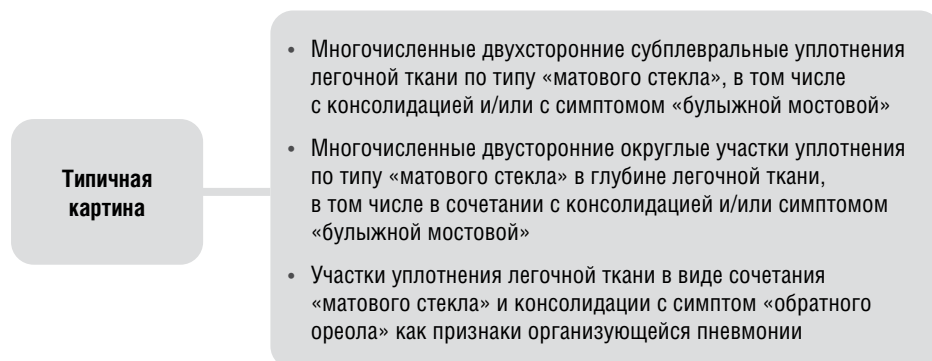 Типичная
картина
• Многочисленные двухсторонние субплевральные уплотнения
легочной ткани по типу «матового стекла», в том числе
с консолидацией и/или с симптомом «булыжной мостовой»
• Многочисленные двусторонние округлые участки уплотнения
по типу «матового стекла» в глубине легочной ткани,
в том числе в сочетании с консолидацией и/или симптомом
«булыжной мостовой»
• Участки уплотнения легочной ткани в виде сочетания
«матового стекла» и консолидации с симптом «обратного
ореола» как признаки организующейся пневмонии